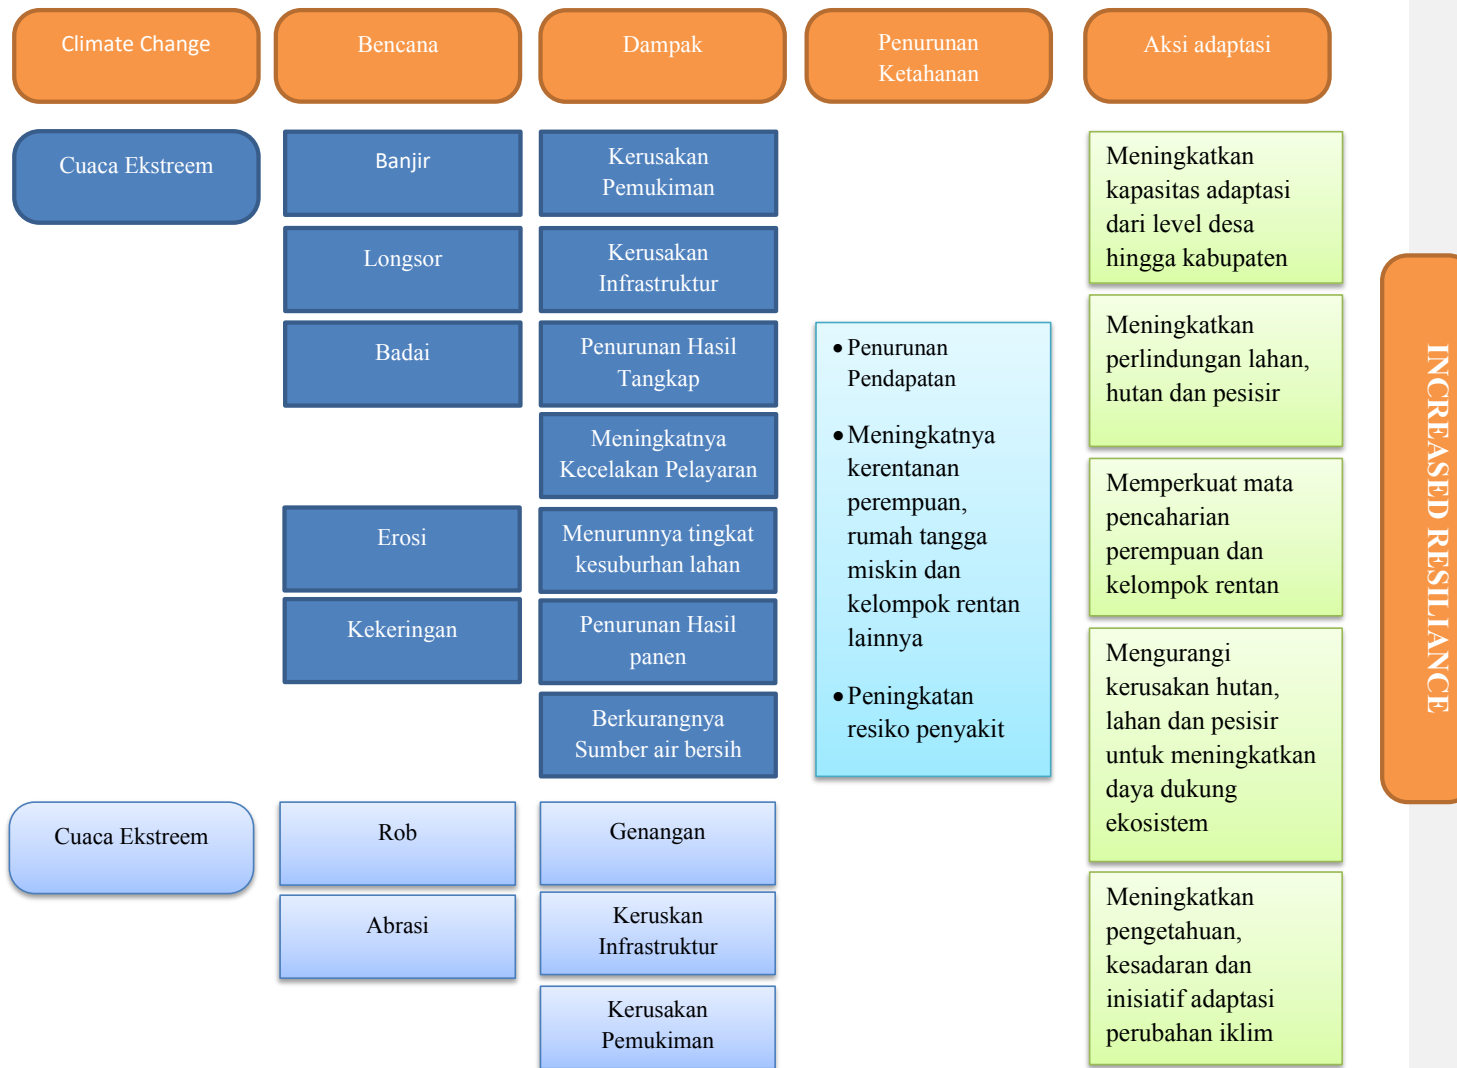 Climate Change
Bencana
Dampak
Penurunan
Ketahanan
Aksi adaptasi
Cuaca Ekstreem
Banjir
Longsor
Badai
Erosi
Kekeringan
Kerusakan
Pemukiman
Kerusakan
Infrastruktur
Penurunan Hasil
Tangkap
Meningkatnya
Kecelakan Pelayaran
Menurunnya tingkat
kesuburhan lahan
Penurunan Hasil
panen
Berkurangnya
Sumber air bersih
Cuaca Ekstreem
Rob
Abrasi
Genangan
Keruskan
Infrastruktur
Kerusakan
Pemukiman
• Penurunan
Pendapatan
• Meningkatnya
kerentanan
perempuan,
rumah tangga
miskin dan
kelompok rentan
lainnya
• Peningkatan
resiko penyakit
Meningkatkan
kapasitas adaptasi
dari level desa
hingga kabupaten
Meningkatkan
perlindungan lahan,
hutan dan pesisir
Memperkuat mata
pencaharian
perempuan dan
kelompok rentan
Mengurangi
kerusakan hutan,
lahan dan pesisir
untuk meningkatkan
daya dukung
ekosistem
Meningkatkan
pengetahuan,
kesadaran dan
inisiatif adaptasi
perubahan iklim
INCREASED RESILIANCE